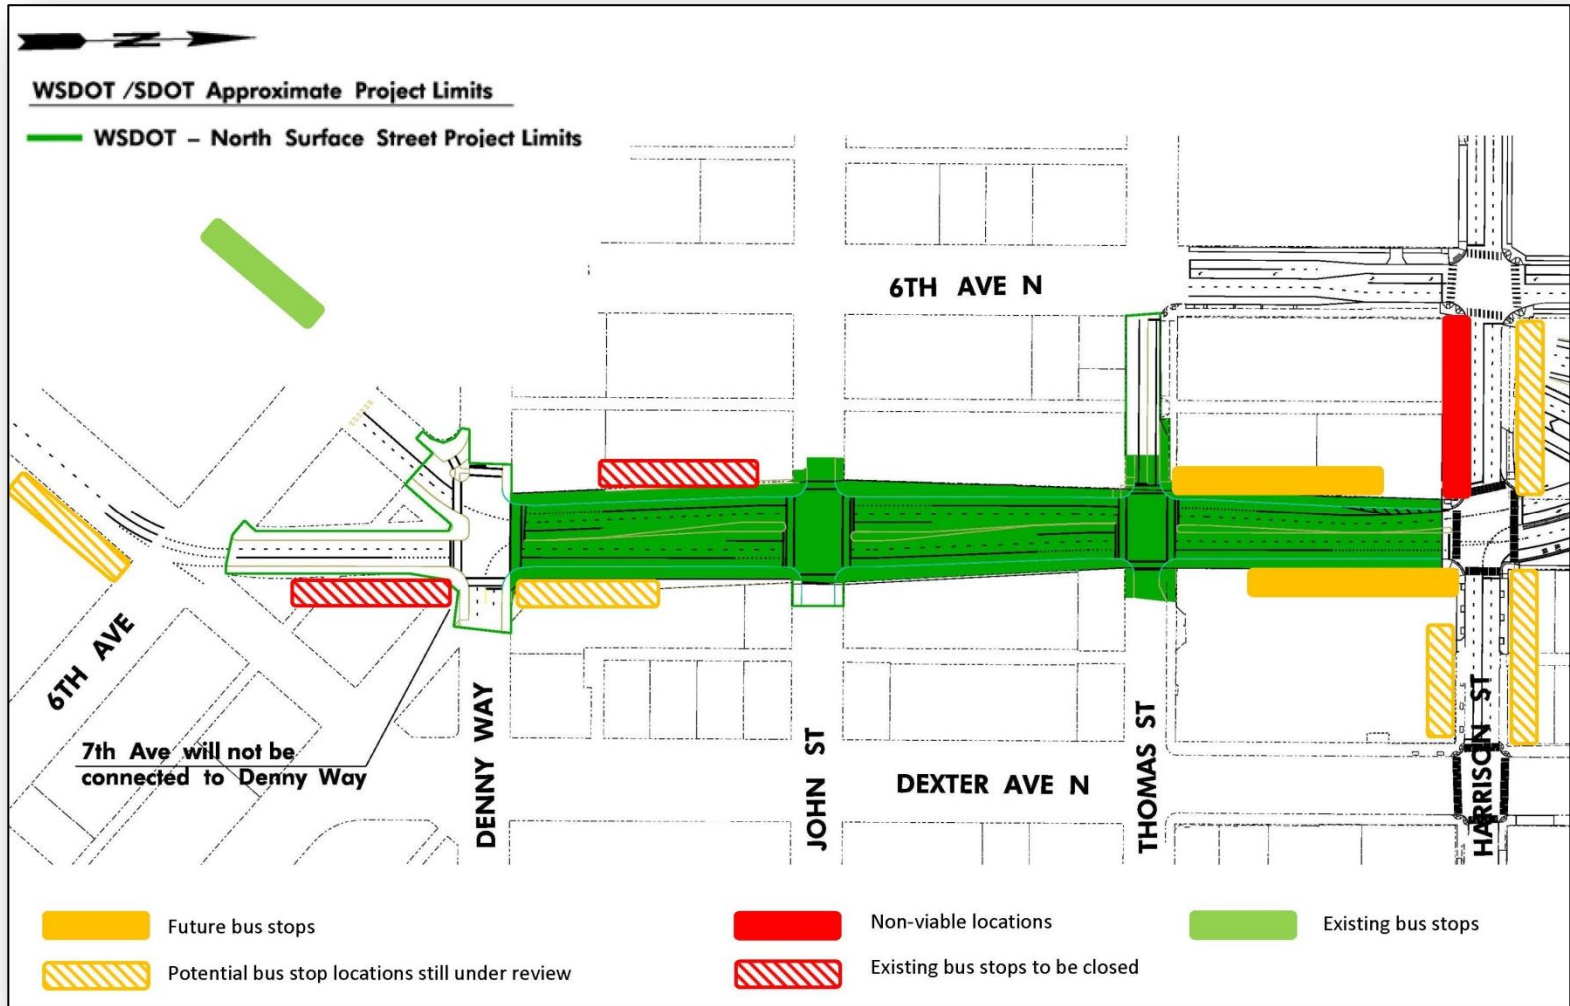 N
WSDOT /SDOT Approximate Project Limits
WSDOT – North Surface Street Project Limits
6TH AVE N
6TH AVE
7th Ave will not be
connected to Denny Way
DENNY WAY
JOHN ST
DEXTER AVE N
THOMAS ST
HARRISON ST
Future bus stops
Non-viable locations
Existing bus stops
Potential bus stop locations still under review
Existing bus stops to be closed